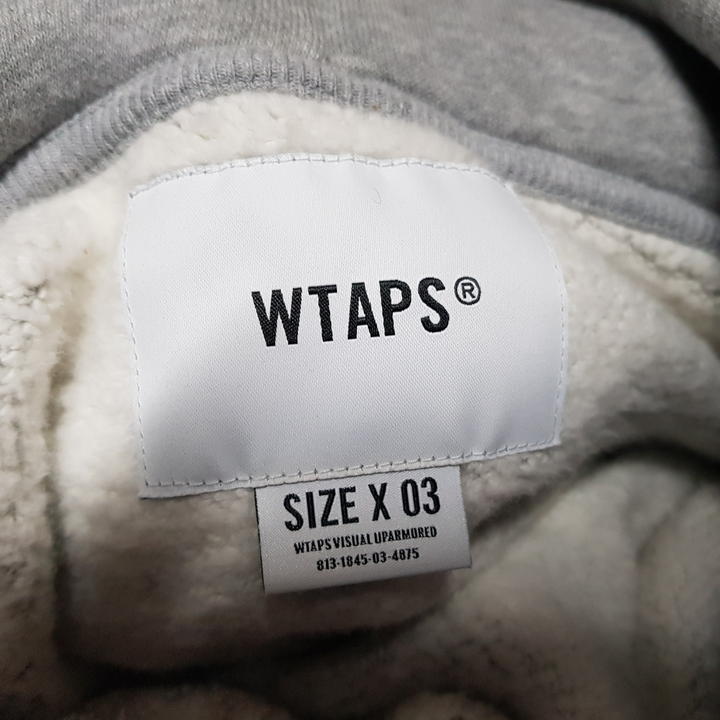 WTAPS®
SIZE X 03
WTAPS VISUAL UPARMORED
813-1845-03-4875